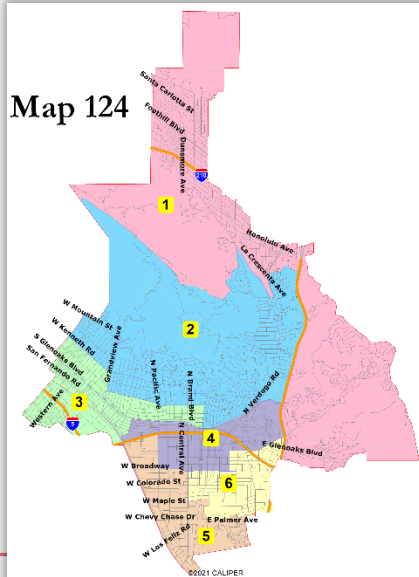 Map 124
Santa Carlotta St
Foothill Blvd
Dunsmore Ave
210
1
Honolulu Ave
La Crescenta Ave
2
W Mountain St
W Kenneth Rd
Grandview Ave
S Glenoaks Blvd
San Fernando Rd
N Pacific Ave
N Brand Blvd
N Verdugo Rd
Western Ave
3
5
4
N Central Ave
E Glenoaks Blvd
W Broadway
W Colorado St
6
W Maple St
W Chevy Chase Dr
E Palmer Ave
W Los Feliz Rd
5
©2021 CALIPER